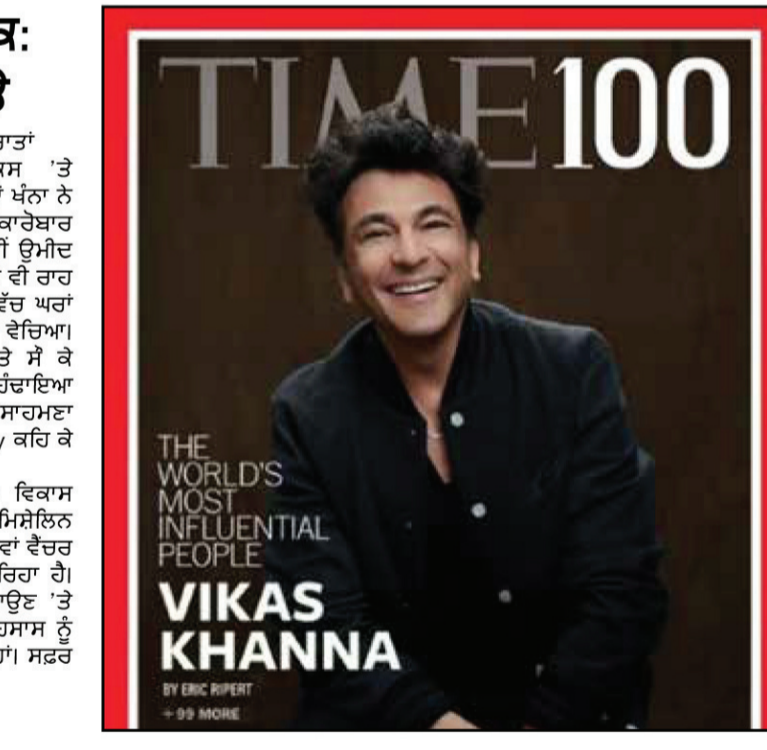 ਕ:
ਰਾਤਾਂ
’ਤੇ
ਖੰਨਾ ਨੇ
ਕਾਰੋਬਾਰ
ਉਮੀਦ
ਵੀ ਰਾਹ
ਘਰਾਂ
ਵੇਚਿਆ।
ਤੇ ਸੌਂ ਕੇ
ਹੰਢਾਇਆ
ਸਾਹਮਣਾ
ਕਹਿ ਕੇ
ਵਿਕਾਸ
ਮਿਸ਼ੇਲਿਨ
ਵਾਂ ਵੈਂਚਰ
ਰਿਹਾ ਹੈ।
ਾਉਣ ’ਤੇ
ਹਸਾਸ ਨੂੰ
ਹਾਂ। ਸਫ਼ਰ
TIME100
THE
WORLD'S
MOST
INFLUENTIAL
PEOPLE
VIKAS
KHANNA
BY ERIC RIPERT
+99 MORE